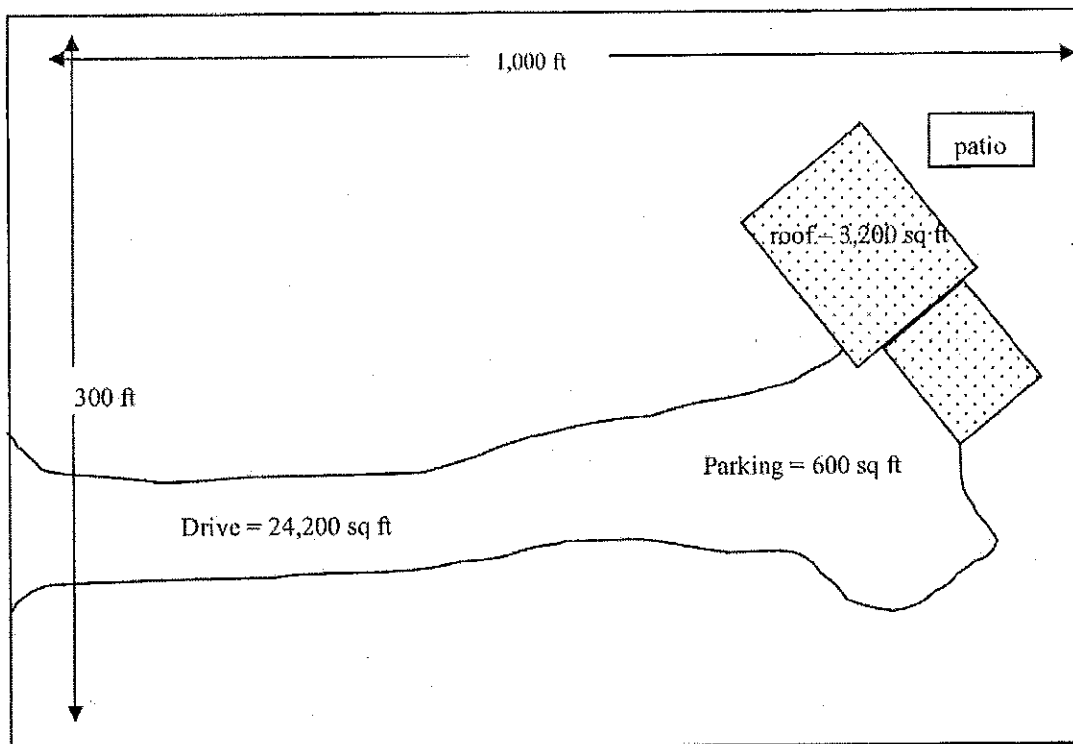 1,000 ft
patio
roof – 3,200 sq ft
300 ft
Parking = 600 sq ft
Drive = 24,200 sq ft